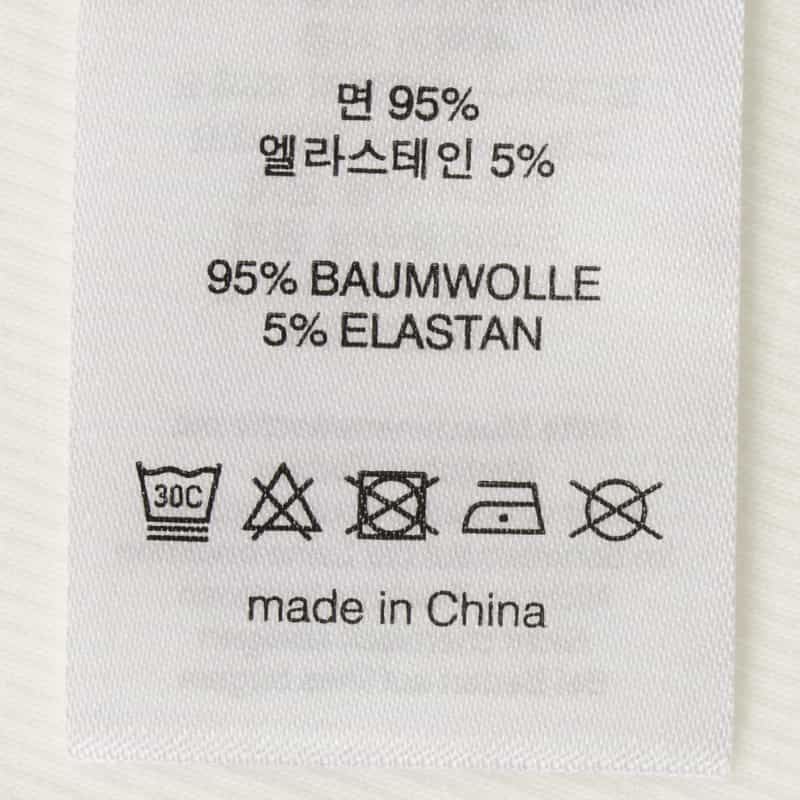 면 95%
엘라스테인 5%
95% BAUMWOLLE
5% ELASTAN
30C
made in China